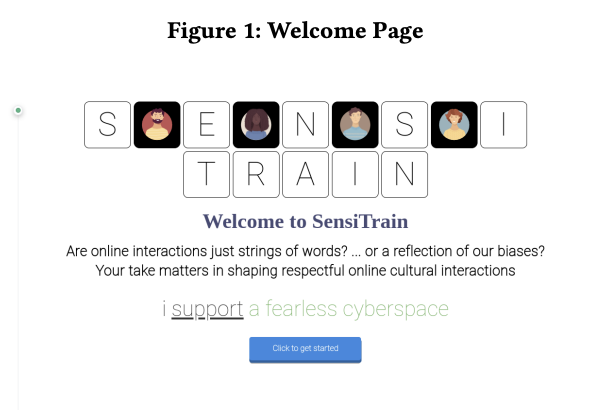 Figure 1: Welcome Page
S E N S I
T R A I N
Welcome to SensiTrain
Are online interactions just strings of words? ... or a reflection of our biases?
Your take matters in shaping respectful online cultural interactions
i support a fearless cyberspace
Click to get started